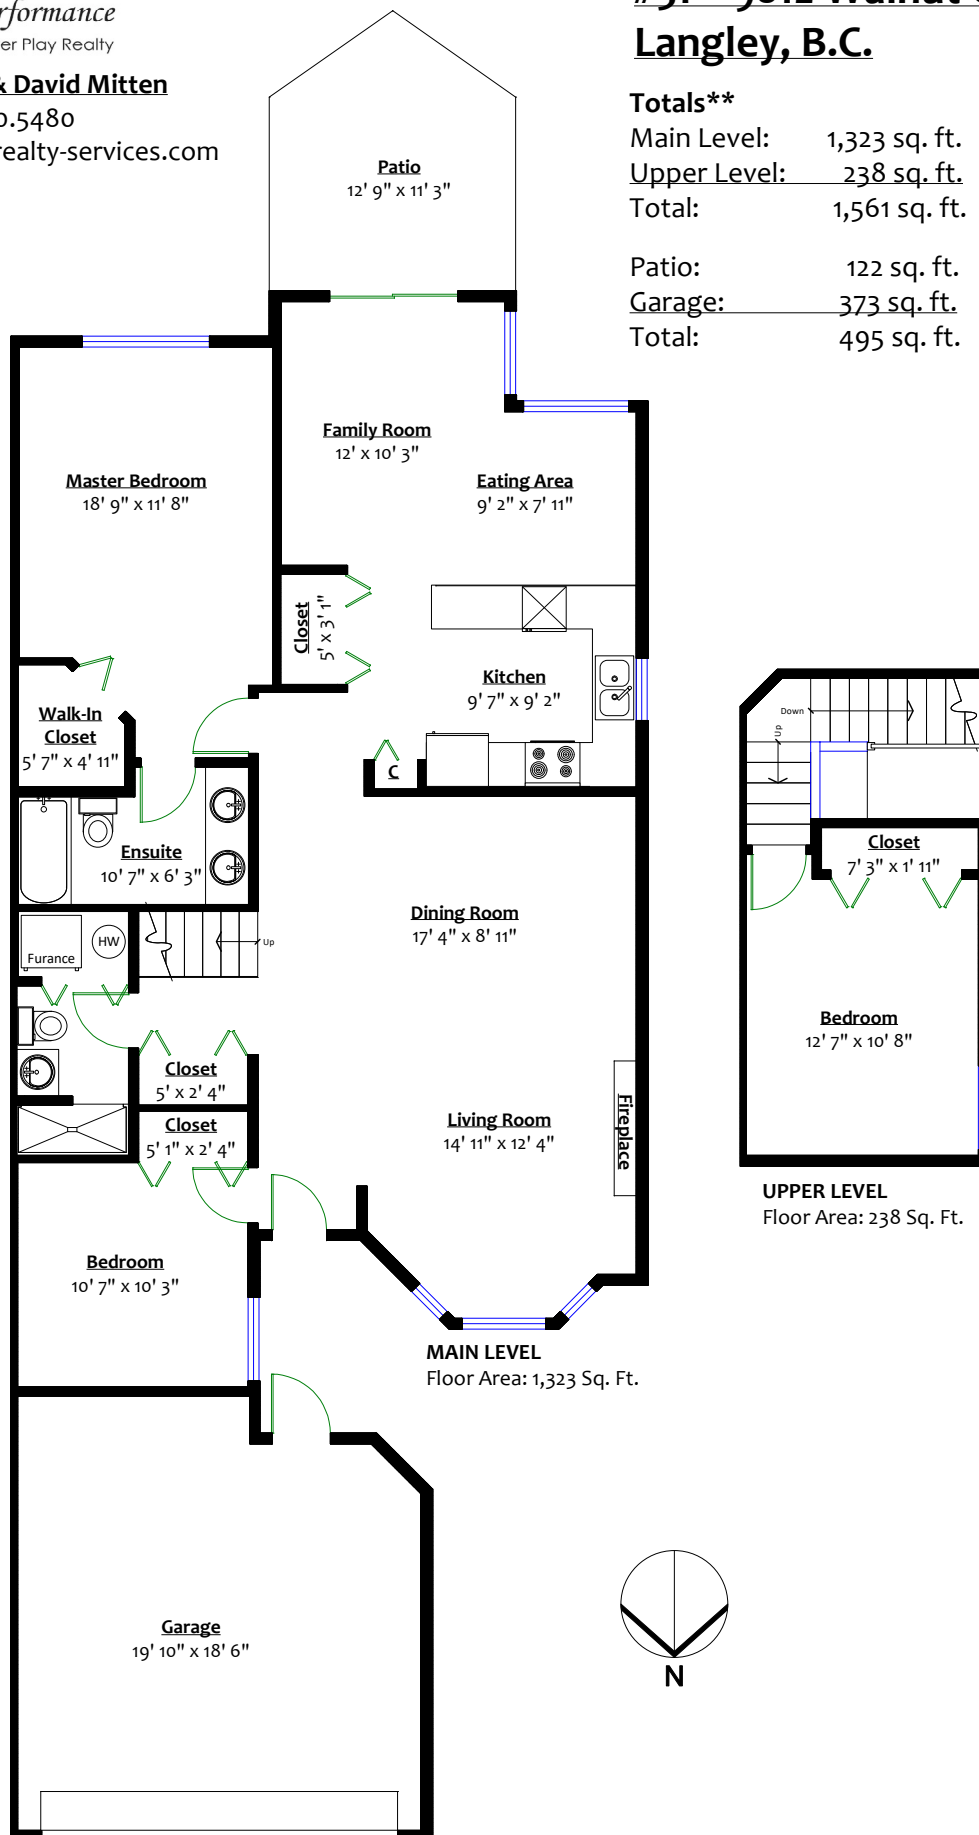 rformance
er Play Realty
& David Mitten
0.5480
realty-services.com
Walnut
Langley, B.C.
Totals**
Main Level: 1,323 sq. ft.
Upper Level: 238 sq. ft.
Total: 1,561 sq. ft.
Patio: 122 sq. ft.
Garage: 373 sq. ft.
Total: 495 sq. ft.
Patio
12' 9" x 11' 3"
Family Room
12' x 10' 3"
Eating Area
9' 2" x 7' 11"
Master Bedroom
18' 9" x 11' 8"
Closet
5' x 3' 1"
Kitchen
9' 7" x 9' 2"
Walk-In
Closet
5' 7" x 4' 11"
C
Ensuite
10' 7" x 6' 3"
Dining Room
17' 4" x 8' 11"
Furance
HW
Up
Closet
5' x 2' 4"
Closet
5' 1" x 2' 4"
Living Room
14' 11" x 12' 4"
Fireplace
Bedroom
10' 7" x 10' 3"
MAIN LEVEL
Floor Area: 1,323 Sq. Ft.
Garage
19' 10" x 18' 6"
Down
Up
Closet
7' 3" x 1' 11"
Bedroom
12' 7" x 10' 8"
UPPER LEVEL
Floor Area: 238 Sq. Ft.
N